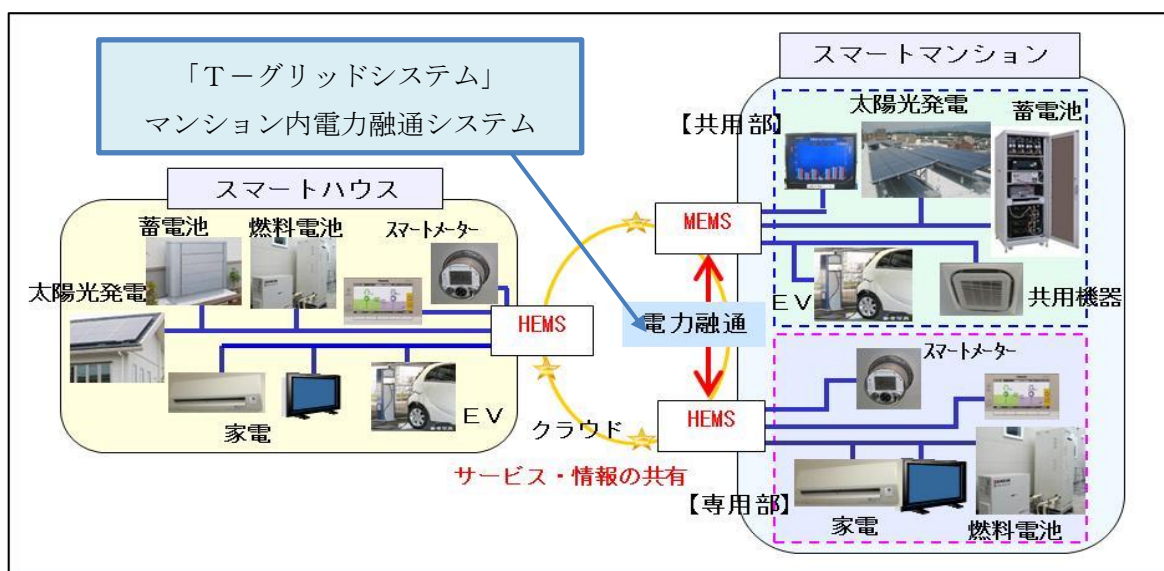 「T－グリッドシステム」
マンション内電力融通システム
スマートハウス
蓄電池
燃料電池
スマートメーター
太陽光発電
HEMS
家電
EV
クラウド
サービス・情報の共有
スマートマンション
【共用部】
太陽光発電
蓄電池
MEMS
EV
共用機器
電力融通
HEMS
スマートメーター
【専用部】
家電
燃料電池